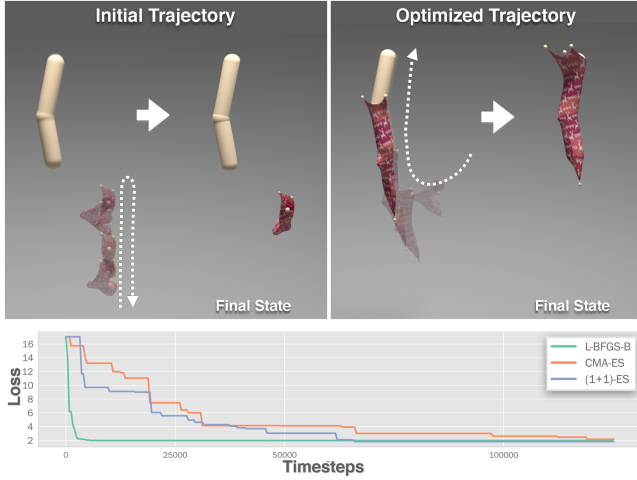 Initial Trajectory
Optimized Trajectory
Final State
Final State
Loss
16
14
12
10
8
6
4
2
0
25000
50000
100000
Timesteps
L-BFGS-B
CMA-ES
(1+1)-ES